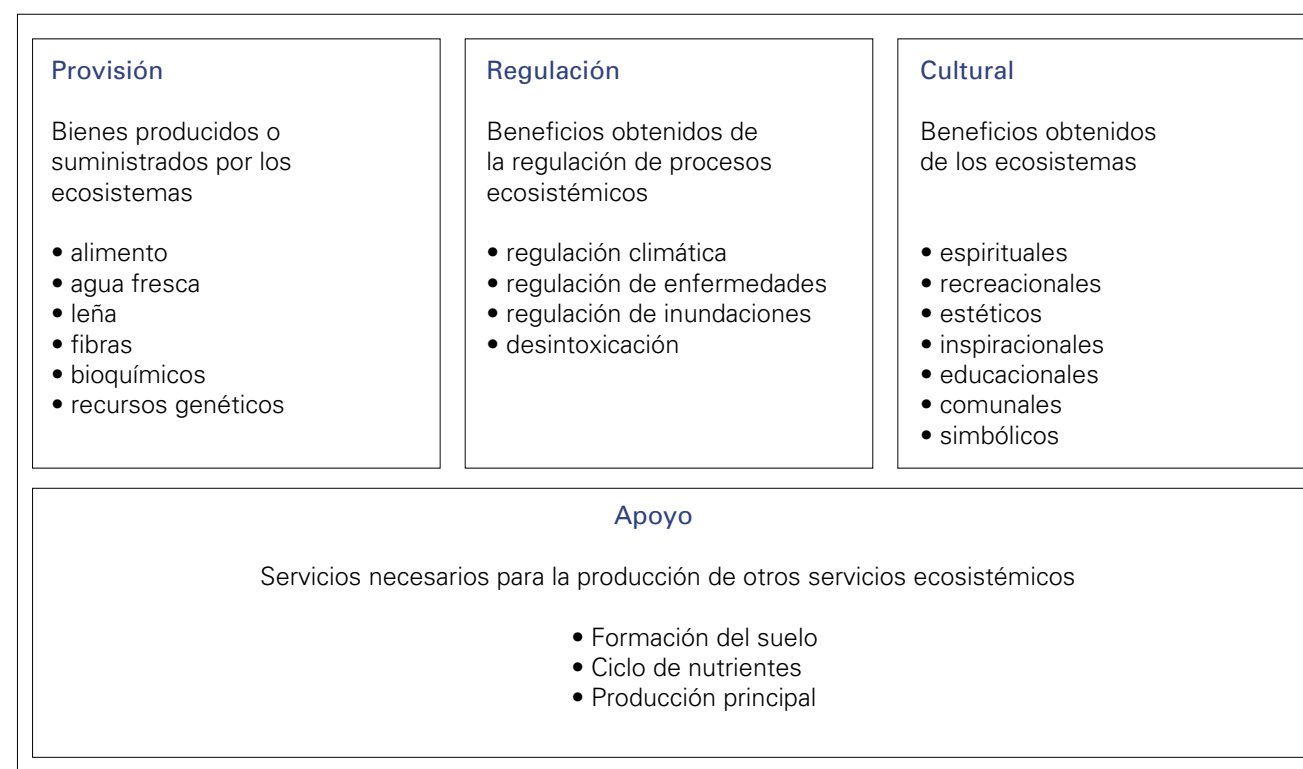 Provisión
Bienes producidos o
suministrados por los
ecosistemas
• alimento
• agua fresca
• leña
• fibras
• bioquímicos
• recursos genéticos
Regulación
Beneficios obtenidos de
la regulación de procesos
ecosistémicos
• regulación climática
• regulación de enfermedades
• regulación de inundaciones
• desintoxicación
Cultural
Beneficios obtenidos
de los ecosistemas
• espirituales
• recreacionales
• estéticos
• inspiracionales
• educacionales
• comunales
• simbólicos
Apoyo
Servicios necesarios para la producción de otros servicios ecosistémicos
• Formación del suelo
• Ciclo de nutrientes
• Producción principal